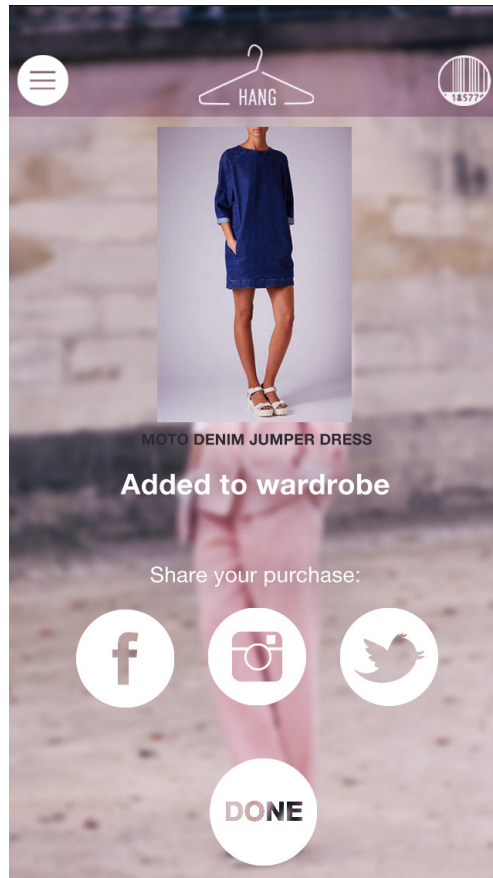 HANG
MOTO DENIM JUMPER DRESS
Added to wardrobe
Share your purchase:
f
DONE